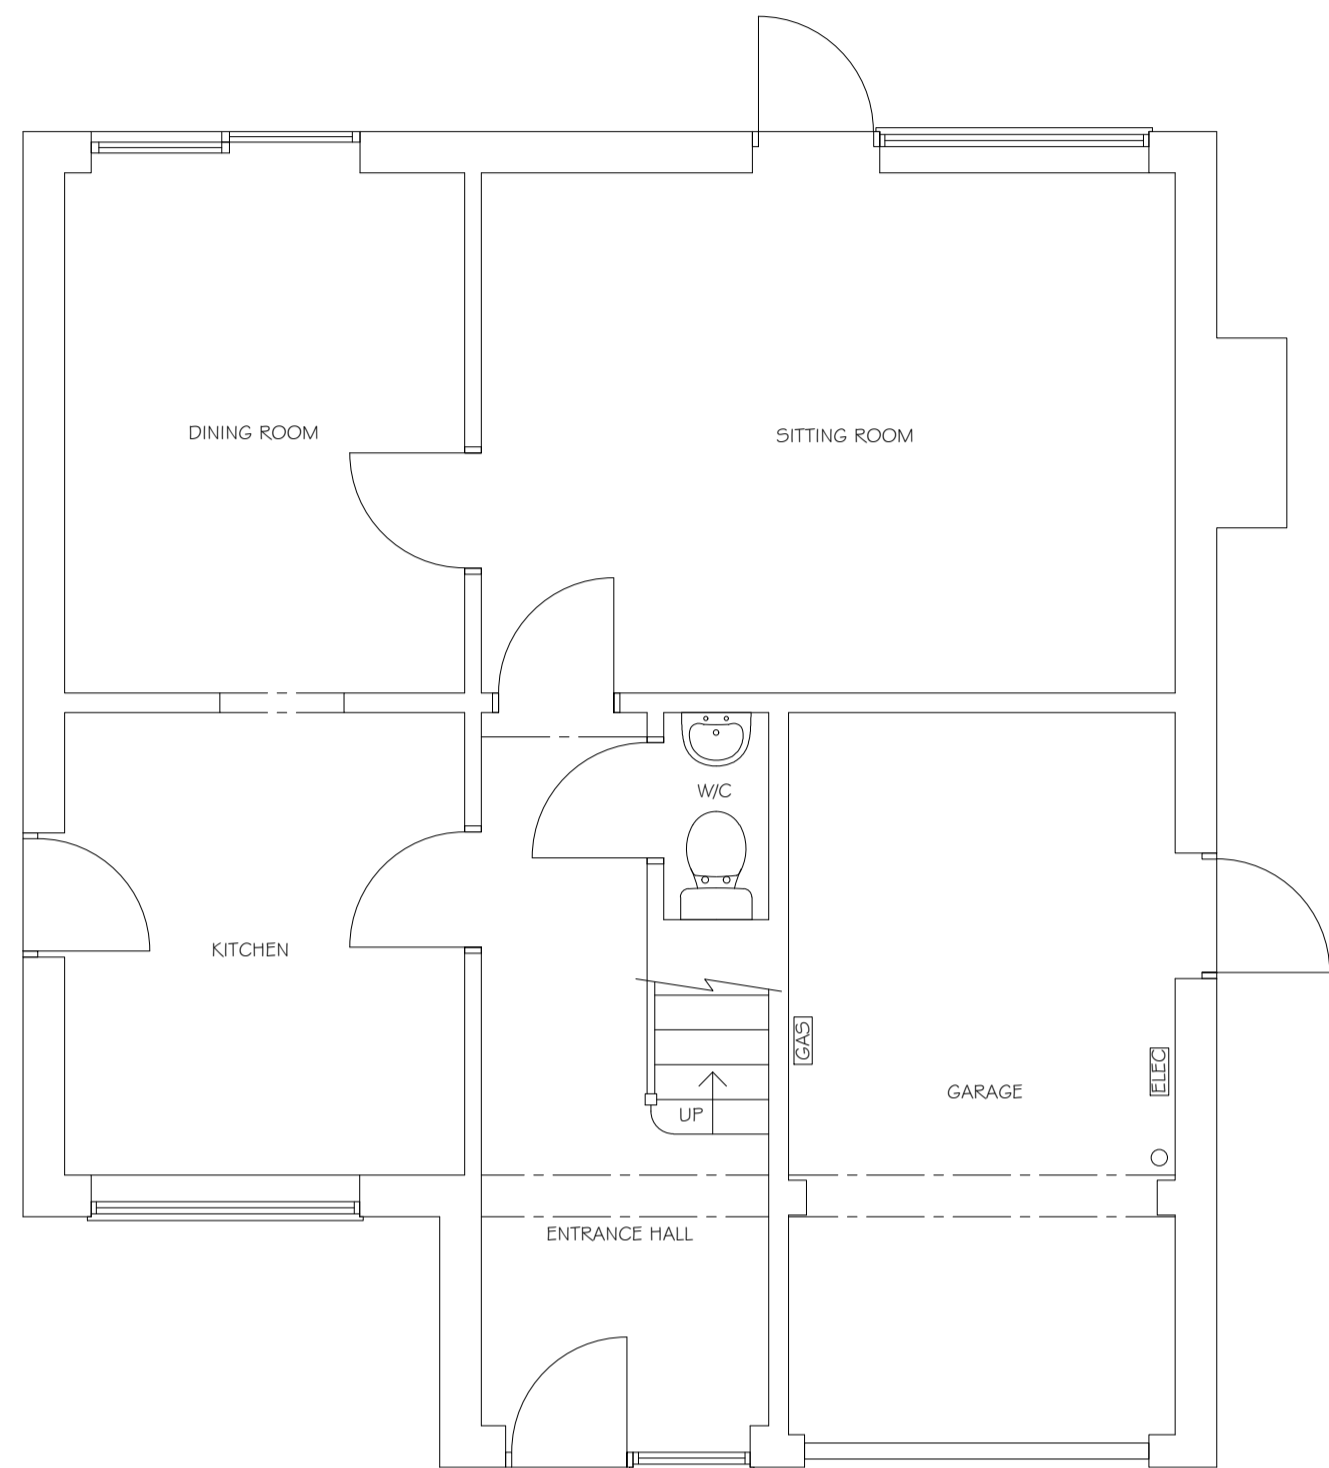 DINING ROOM
SITTING ROOM
W/C
KITCHEN
GAS
ELEC
GARAGE
UP
ENTRANCE HALL